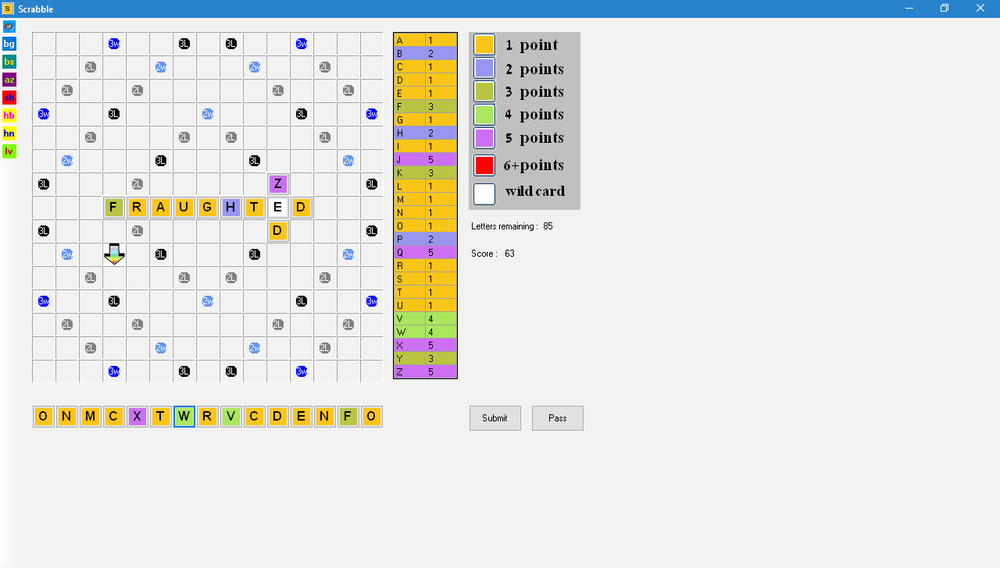 S Scrabble
bg
bs
az
sh
hb
hn
lv
3w 3L 3L 3w
2L 2w 2w 2L
2L 2L 2L 2L
3w 3L 2w 3L 3w
2L 2L 2L 2L
2w 3L 3L 2w
3L 2L Z 3L
F R A U G H T E D
3L 2L D 3L
2w 3L 3L 2w
2L 2L 2L 2L
3w 3L 2w 3L 3w
2L 2L 2L 2L
2L 2w 2w 2L
3w 3L 3L 3w
A 1
B 2
C 1
D 1
E 1
F 3
G 1
H 2
I 1
J 5
K 3
L 1
M 1
N 1
O 1
P 2
Q 5
R 1
S 1
T 1
U 1
V 4
W 4
X 5
Y 3
Z 5
1 point
2 points
3 points
4 points
5 points
6+points
wild card
Letters remaining : 85
Score : 63
O N M C X T W R V C D E N F O
Submit Pass